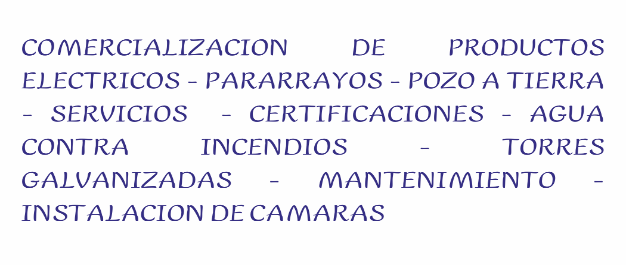 COMERCIALIZACION DE PRODUCTOS
ELECTRICOS - PARARRAYOS - POZO A TIERRA
- SERVICIOS - CERTIFICACIONES - AGUA
CONTRA INCENDIOS - TORRES
GALVANIZADAS - MANTENIMIENTO -
INSTALACION DE CAMARAS